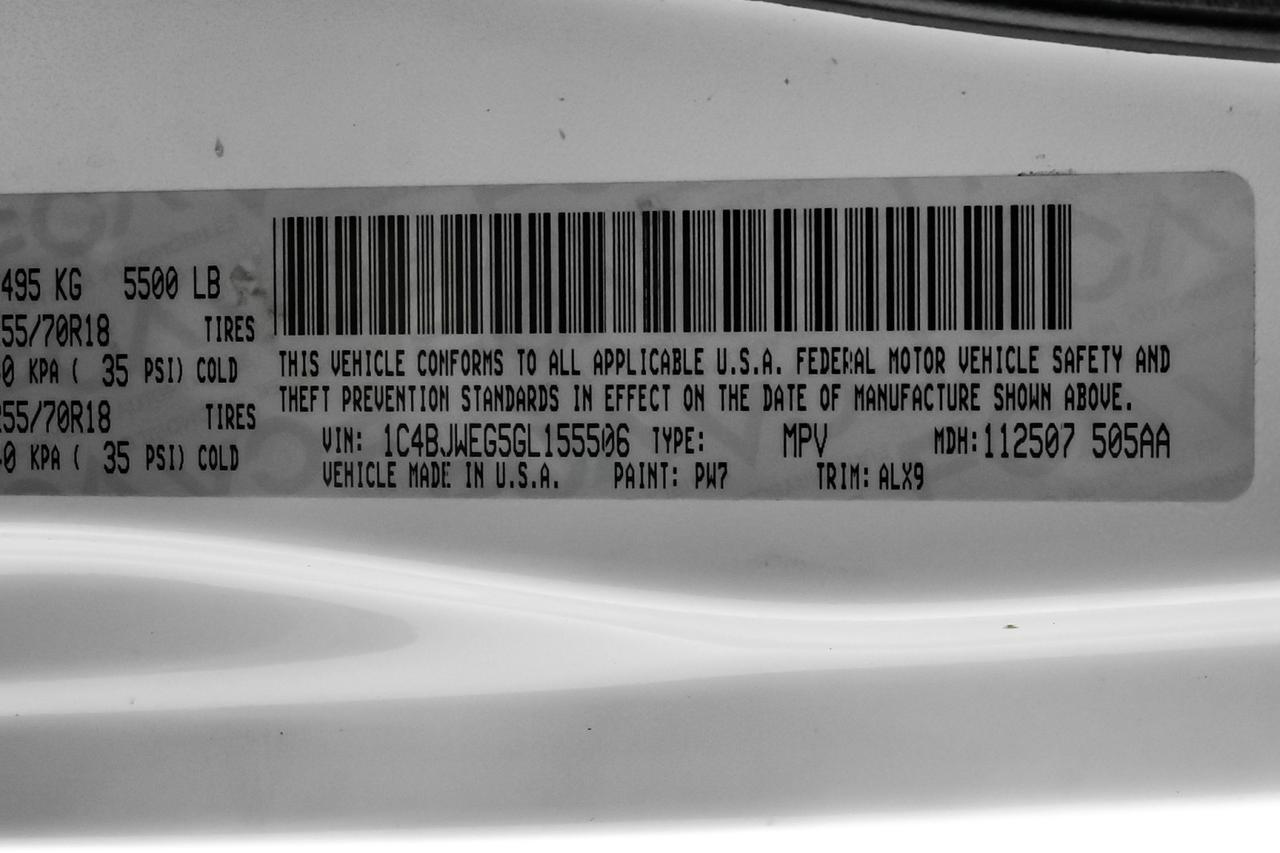 495 KG 5500 LB
55/70R18 TIRES
0 KPA ( 35 PSI) COLD
255/70R18 TIRES
0 KPA ( 35 PSI) COLD
THIS VEHICLE CONFORMS TO ALL APPLICABLE U.S.A. FEDERAL MOTOR VEHICLE SAFETY AND
THEFT PREVENTION STANDARDS IN EFFECT ON THE DATE OF MANUFACTURE SHOWN ABOVE.
VIN: 1C4BJWEG5GL155506 TYPE: MPV MDH: 112507 505AA
VEHICLE MADE IN U.S.A. PAINT: PW7 TRIM: ALX9